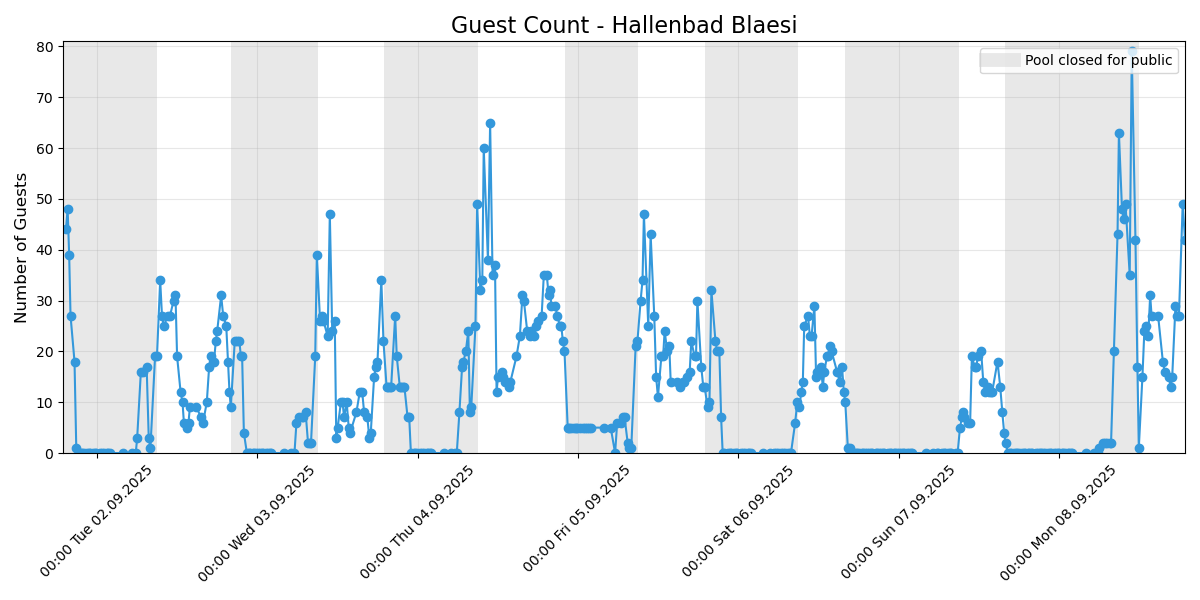 Guest Count - Hallenbad Blaesi
Pool closed for public
Number of Guests
80
70
60
50
40
30
20
10
0
00:00 Tue 02.09.2025
00:00 Wed 03.09.2025
00:00 Thu 04.09.2025
00:00 Fri 05.09.2025
00:00 Sat 06.09.2025
00:00 Sun 07.09.2025
00:00 Mon 08.09.2025